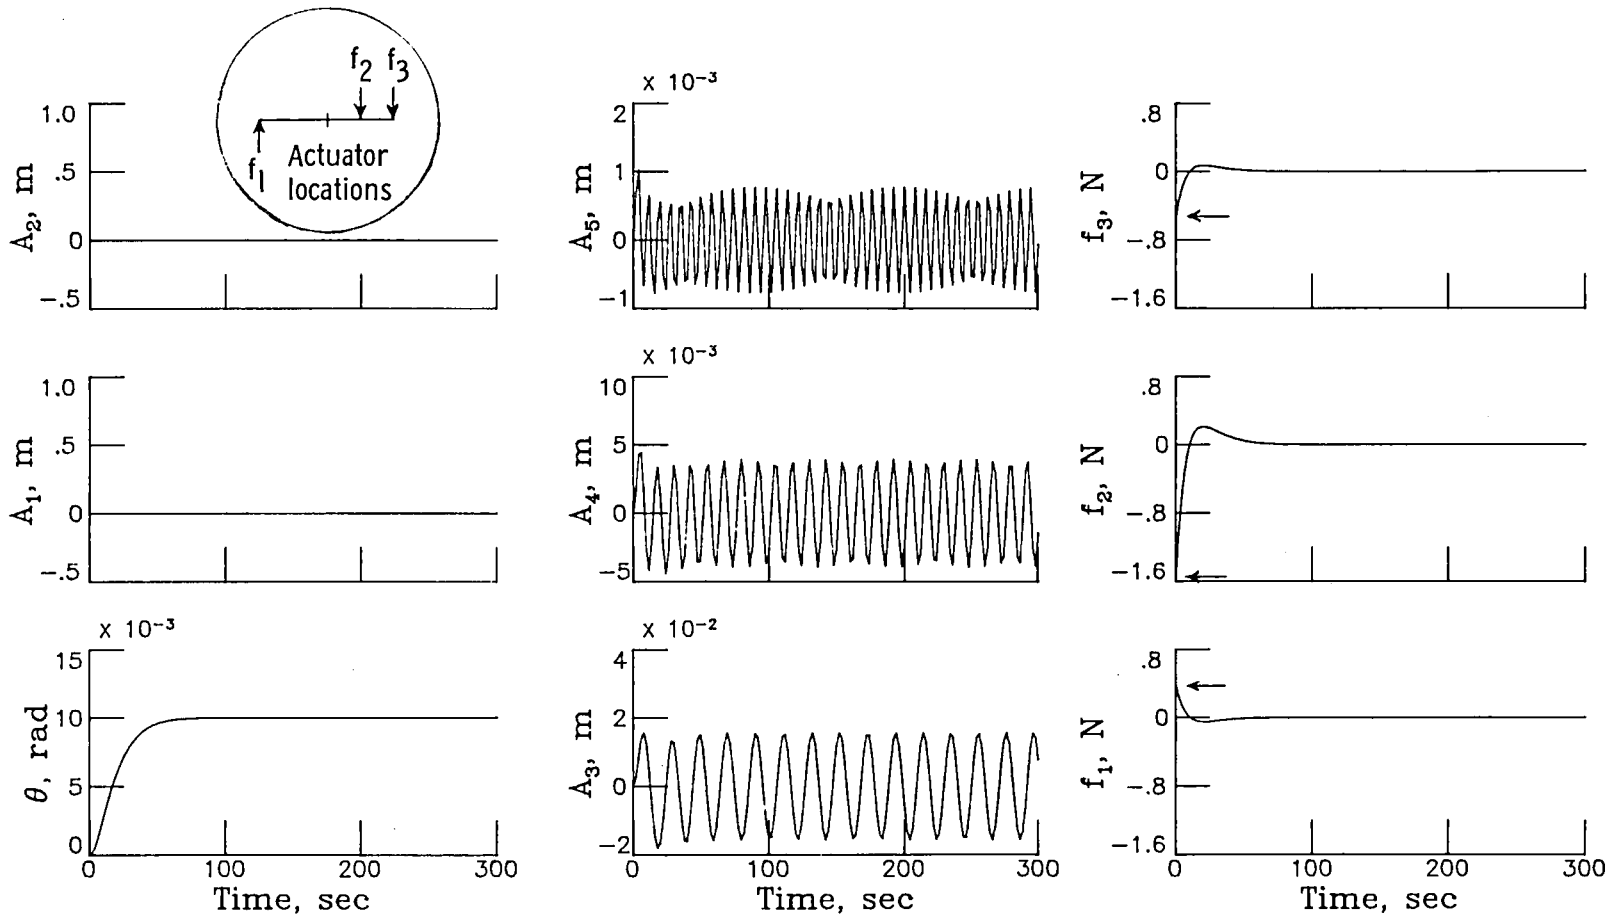 f2 f3
f1
Actuator
locations
1.0
.5
0
-.5
A2, m
1.0
.5
0
-.5
A1, m
x 10-3
15
10
5
0
θ, rad
0 100 200 300
Time, sec
x 10-3
2
1
0
-1
A5, m
x 10-3
10
5
0
-5
A4, m
x 10-2
4
2
0
-2
A3, m
0 100 200 300
Time, sec
.8
0
-.8
-1.6
f3, N
.8
0
-.8
-1.6
f2, N
.8
0
-.8
-1.6
f1, N
0 100 200 300
Time, sec